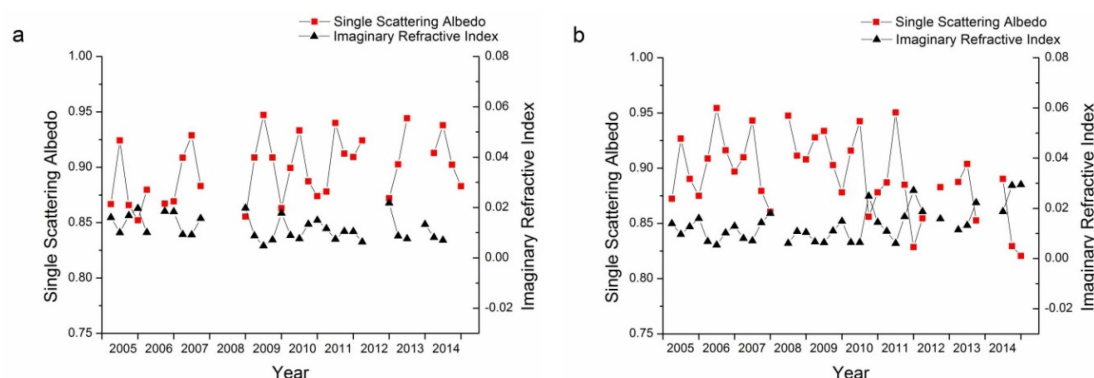 a
Single Scattering Albedo
Imaginary Refractive Index
1.00
0.95
0.90
0.85
0.80
0.75
Single Scattering Albedo
0.08
0.06
0.04
0.02
0.00
-0.02
Imaginary Refractive Index
2005 2006 2007 2008 2009 2010 2011 2012 2013 2014
Year
b
Single Scattering Albedo
Imaginary Refractive Index
1.00
0.95
0.90
0.85
0.80
0.75
Single Scattering Albedo
0.08
0.06
0.04
0.02
0.00
-0.02
Imaginary Refractive Index
2005 2006 2007 2008 2009 2010 2011 2012 2013 2014
Year